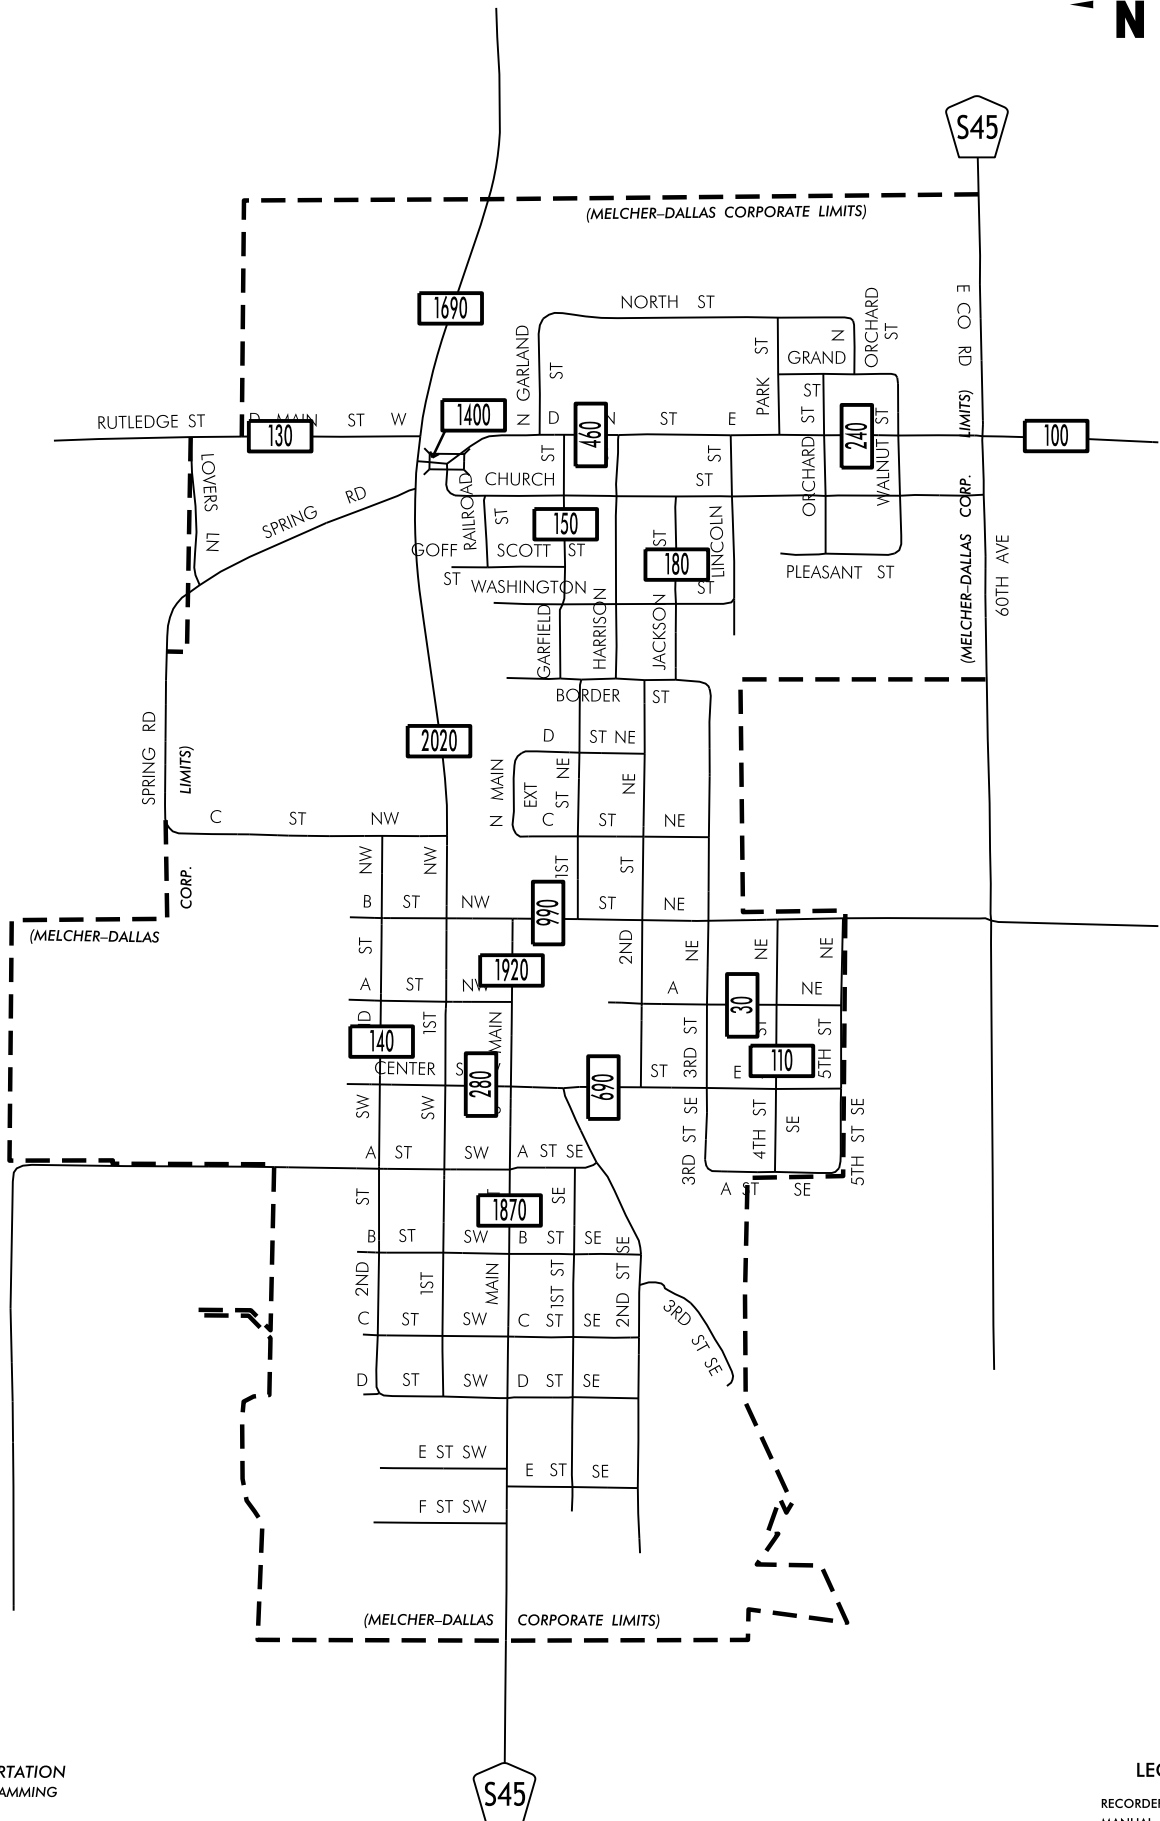 N
S45
(MELCHER–DALLAS CORPORATE LIMITS)
E CO RD
NORTH ST
1690
N GARLAND ST
PARK ST
GRAND ST
N ORCHARD ST
RUTLEDGE ST
D MAIN ST W
130
1400
D
460
N ST E
240
100
LOVERS LN
SPRING RD
RAILROAD ST
CHURCH ST
ORCHARD ST
WALNUT ST
150
GOFF ST
SCOTT ST
180
LINCOLN ST
PLEASANT ST
WASHINGTON ST
GARFIELD ST
HARRISON
JACKSON ST
60TH AVE
(MELCHER–DALLAS CORP. LIMITS)
BORDER ST
2020
D ST NE
SPRING RD
N MAIN EXT
C ST NW
C ST NE
1ST ST NE
2ND ST NE
(MELCHER–DALLAS CORP. LIMITS)
B ST NW
990
ST NE
NW
NW
1920
A ST NW
A NE
30
3RD ST NE
ST NE
5TH ST NE
ST
1ST
MAIN
140
110
CENTER S
280
690
ST E
SW
SW
3RD ST SE
4TH ST SE
5TH ST SE
A ST SW
A ST SE
A ST SE
1870
B ST SW
B ST SE
2ND ST
1ST
MAIN
1ST ST SE
2ND ST SE
3RD ST SE
C ST SW
C ST SE
D ST SW
D ST SE
E ST SW
E ST SE
F ST SW
(MELCHER–DALLAS CORPORATE LIMITS)
S45
RTATION
AMMING
LEG
RECORDER